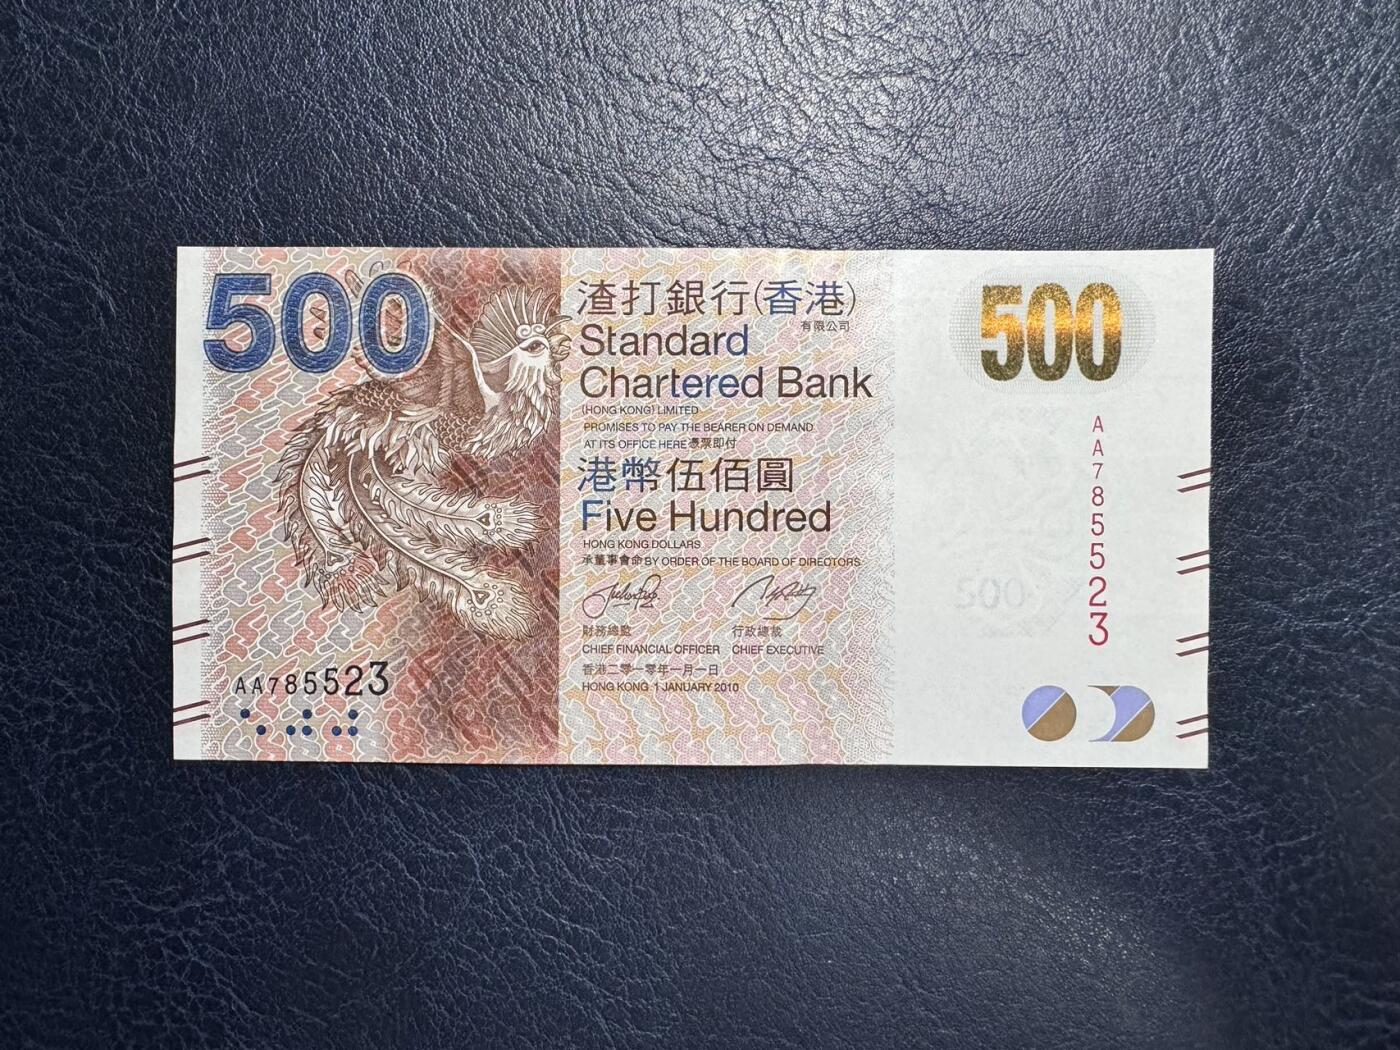 500
渣打銀行(香港)
有限公司
Standard
Chartered Bank
(HONG KONG) LIMITED
PROMISES TO PAY THE BEARER ON DEMAND
AT ITS OFFICE HERE 憑票即付
港幣伍佰圓
Five Hundred
HONG KONG DOLLARS
承董事會命 BY ORDER OF THE BOARD OF DIRECTORS
財務總監 行政總裁
CHIEF FINANCIAL OFFICER CHIEF EXECUTIVE
香港二零一零年一月一日
HONG KONG 1 JANUARY 2010
AA785523
500
AA785523
500